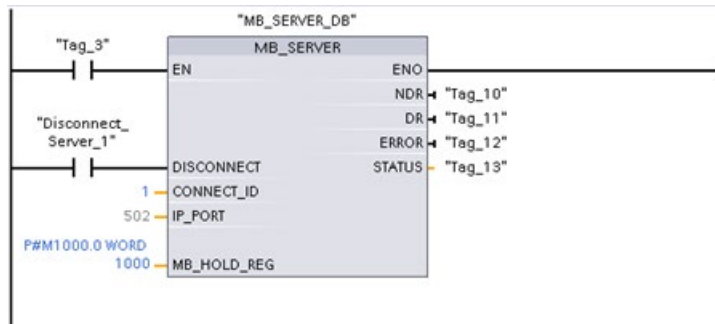 "MB_SERVER_DB"
"Tag_3"
MB_SERVER
EN
ENO
NDR
"Tag_10"
DR
"Tag_11"
"Disconnect_
Server_1"
ERROR
"Tag_12"
DISCONNECT
STATUS
"Tag_13"
1
CONNECT_ID
502
IP_PORT
P#M1000.0 WORD
1000
MB_HOLD_REG